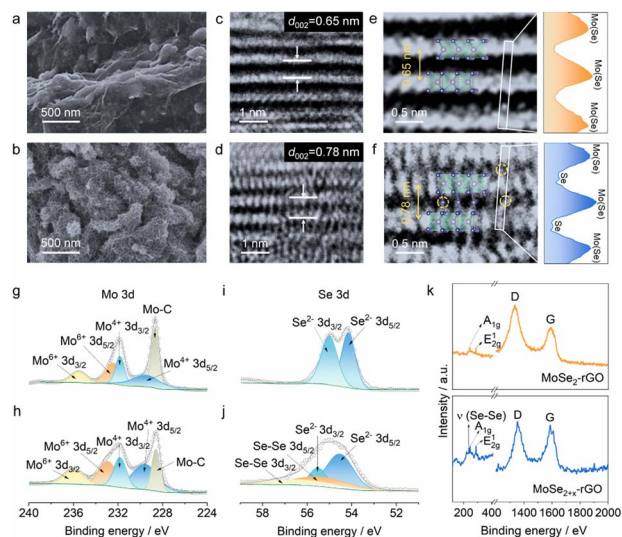 a
500 nm
b
500 nm
c
d002=0.65 nm
1 nm
d
d002=0.78 nm
1 nm
e
0.65 nm
0.5 nm
Mo(Se)
Mo(Se)
Mo(Se)
f
0.78 nm
0.5 nm
Mo(Se)
Se
Mo(Se)
Se
Mo(Se)
g
Mo 3d
Mo-C
Mo4+ 3d3/2
Mo6+ 3d5/2
Mo6+ 3d3/2
Mo4+ 3d5/2
h
Mo4+ 3d3/2
Mo6+ 3d5/2
Mo4+ 3d5/2
Mo6+ 3d3/2
Mo-C
240 236 232 228 224
Binding energy / eV
i
Se 3d
Se2- 3d3/2
Se2- 3d5/2
j
Se2- 3d3/2
Se-Se 3d5/2
Se2- 3d5/2
Se-Se 3d3/2
58 56 54 52
Binding energy / eV
k
Intensity / a.u.
D
G
A1g
E12g
MoSe2-rGO
ν (Se-Se)
A1g
E12g
D
G
MoSe2+x-rGO
200 400 1400 1600 1800 2000
Binding energy / eV